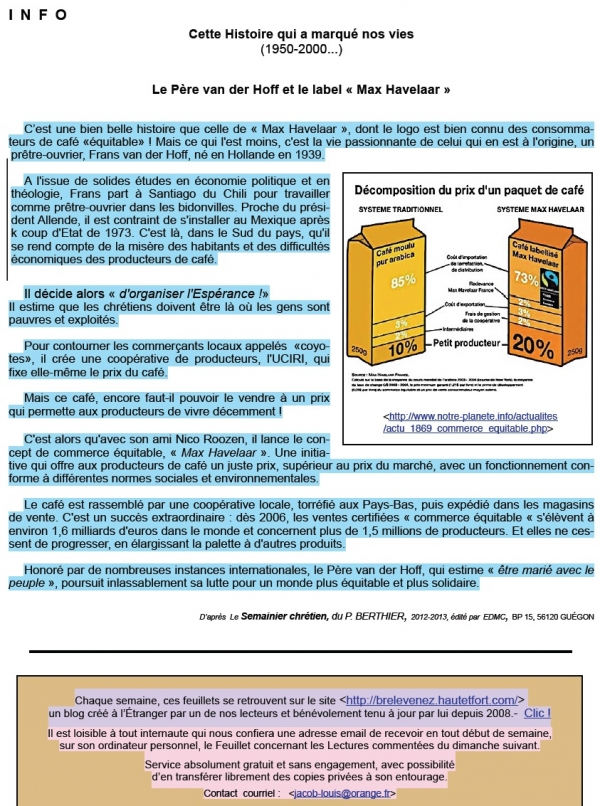 INFO
Cette Histoire qui a marqué nos vies
(1950-2000...)
Le Père van der Hoff et le label « Max Havelaar »
C'est une bien belle histoire que celle de « Max Havelaar », dont le logo est bien connu des consomma-
teurs de café «équitable»! Mais ce qui l'est moins, c'est la vie passionnante de celui qui en est à l'origine, un
prêtre-ouvrier, Frans van der Hoff, né en Hollande en 1939.
A l'issue de solides études en économie politique et en
théologie, Frans part à Santiago du Chili pour travailler
comme prêtre-ouvrier dans les bidonvilles. Proche du prési-
dent Allende, il est contraint de s'installer au Mexique après
k coup d'Etat de 1973. C'est là, dans le Sud du pays, qu'il
se rend compte de la misère des habitants et des difficultés
économiques des producteurs de café.
Il décide alors « d'organiser l'Espérance !»
Il estime que les chrétiens doivent être là où les gens sont
pauvres et exploités.
Pour contourner les commerçants locaux appelés «coyo-
tes», il crée une coopérative de producteurs, l'UCIRI, qui
fixe elle-même le prix du café.
Mais ce café, encore faut-il pouvoir le vendre à un prix
qui permette aux producteurs de vivre décemment !
Décomposition du prix d'un paquet de café
SYSTEME TRADITIONNEL
SYSTEME MAX HAVELAAR
Café moulu
pur arabica
85%
3%
2%
10%
250g
Coût d'importation
de torréfaction,
de distribution
Redevance
Max Havelaar France
Coût d'exportation
Frais de gestion
de la coopérative
Intermédiaires
Petit producteur
Café labellisé
Max Havelaar
73%
2%
3%
2%
20%
250g
SOURCE : MAX HAVELAAR FRANCE.
<http://www.notre-planete.info/actualites
/actu_1869_commerce_equitable.php>
C'est alors qu'avec son ami Nico Roozen, il lance le con-
cept de commerce équitable, « Max Havelaar ». Une initia-
tive qui offre aux producteurs de café un juste prix, supérieur au prix du marché, avec un fonctionnement con-
forme à différentes normes sociales et environnementales.
Le café est rassemblé par une coopérative locale, torréfié aux Pays-Bas, puis expédié dans les magasins
de vente. C'est un succès extraordinaire : dès 2006, les ventes certifiées « commerce équitable « s'élèvent à
environ 1,6 milliards d'euros dans le monde et concernent plus de 1,5 millions de producteurs. Et elles ne ces-
sent de progresser, en élargissant la palette à d'autres produits.
Honoré par de nombreuses instances internationales, le Père van der Hoff, qui estime « être marié avec le
peuple », poursuit inlassablement sa lutte pour un monde plus équitable et plus solidaire.
D'après Le Semainier chrétien, du P. BERTHIER, 2012-2013, édité par EDMC, BP 15, 56120 GUÉGON
Chaque semaine, ces feuillets se retrouvent sur le site <http://brelevenez.hautetfort.com/>
un blog créé à l'Étranger par un de nos lecteurs et bénévolement tenu à jour par lui depuis 2008.- Clic !
Il est loisible à tout internaute qui nous confiera une adresse email de recevoir en tout début de semaine,
sur son ordinateur personnel, le Feuillet concernant les Lectures commentées du dimanche suivant.
Service absolument gratuit et sans engagement, avec possibilité
d'en transférer librement des copies privées à son entourage.
Contact courriel : <jacob-louis@orange.fr>